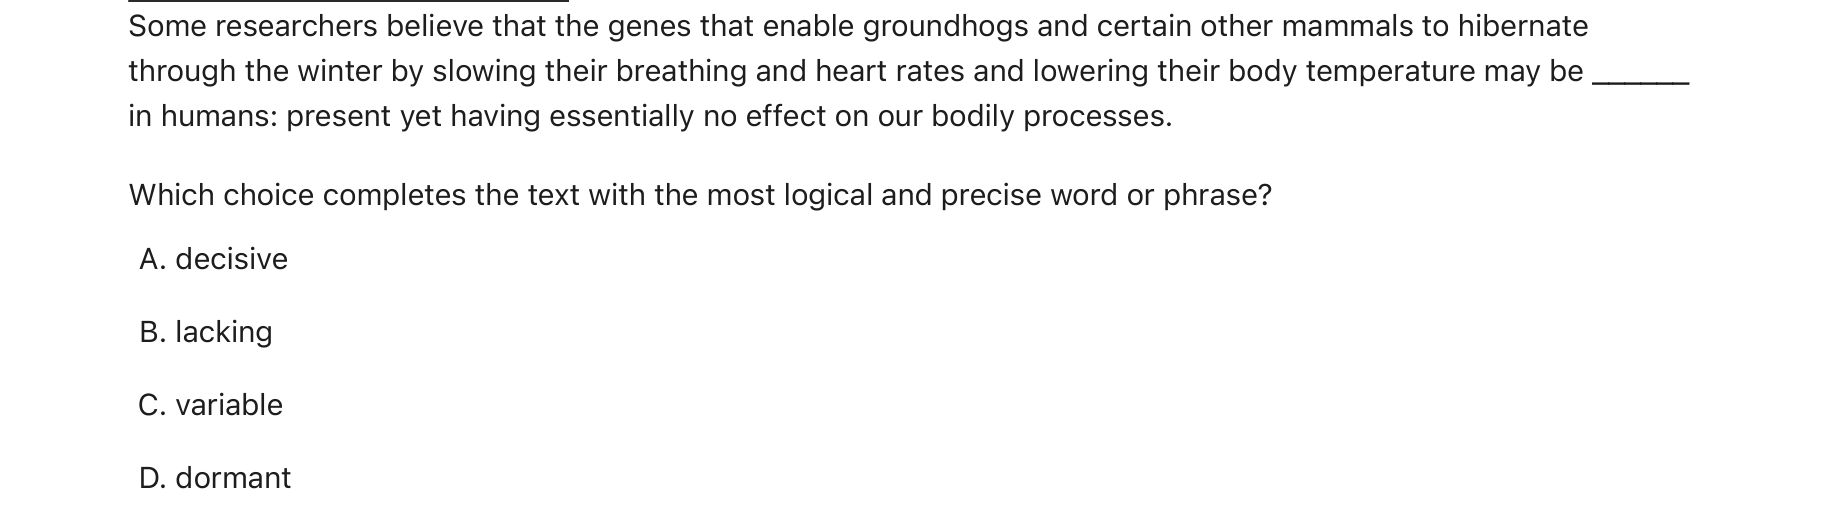 Some researchers believe that the genes that enable groundhogs and certain other mammals to hibernate
through the winter by slowing their breathing and heart rates and lowering their body temperature may be ______
in humans: present yet having essentially no effect on our bodily processes.
Which choice completes the text with the most logical and precise word or phrase?
A. decisive
B. lacking
C. variable
D. dormant